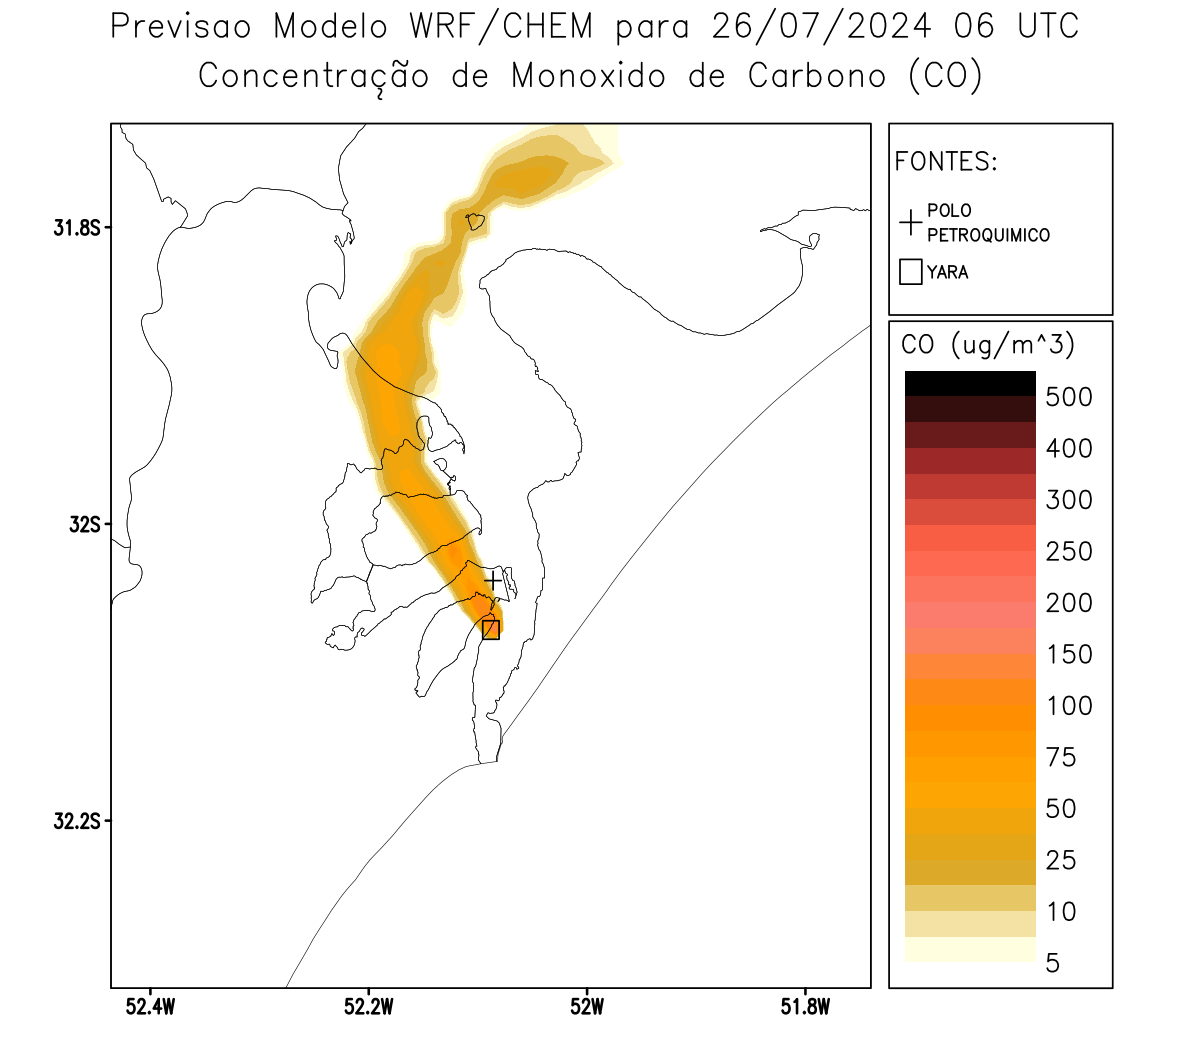 Previsao Modelo WRF/CHEM para 26/07/2024 06 UTC
Concentração de Monoxido de Carbono (CO)
FONTES:
POLO
PETROQUIMICO
YARA
CO (ug/m^3)
500
400
300
250
200
150
100
75
50
25
10
5
31.8S
32S
32.2S
52.4W
52.2W
52W
51.8W